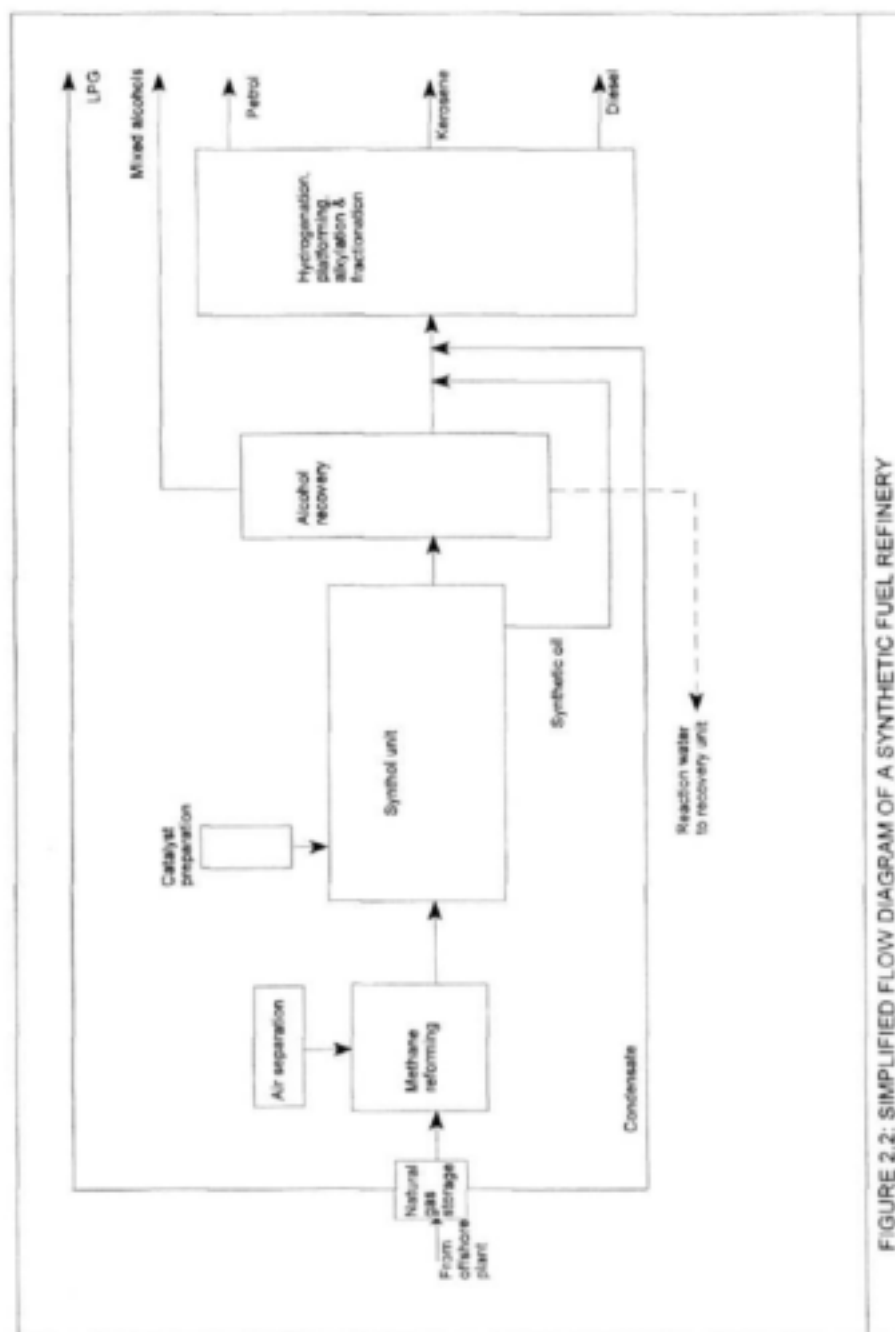 LPG
Mixed alcohols
Petrol
Kerosene
Diesel
Hydrogenation,
platforming,
alkylation &
fractionation
Alcohol
recovery
Synthol unit
Synthetic oil
Catalyst
preparation
Reaction water
to recovery unit
Air separation
Methane
reforming
Condensate
Natural
gas
storage
From
offshore
plant
FIGURE 2.2: SIMPLIFIED FLOW DIAGRAM OF A SYNTHETIC FUEL REFINERY